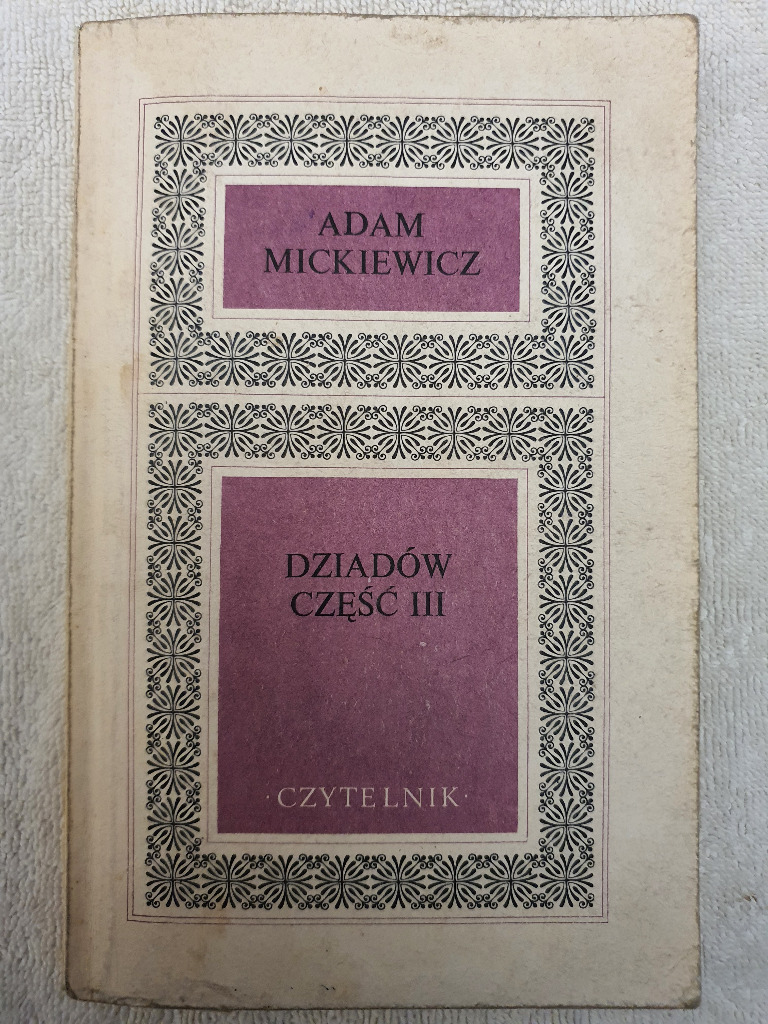 ADAM
MICKIEWICZ
DZIADÓW
CZĘŚĆ III
·CZYTELNIK·